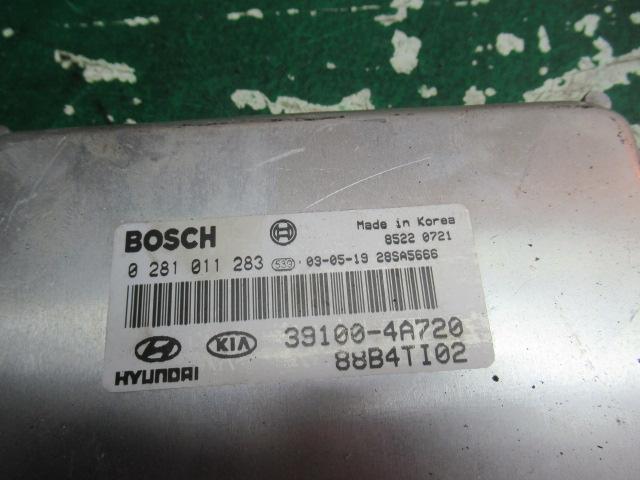 BOSCH
Made in Korea
8522 0721
0 281 011 283 539 · 03-05-19 28SA5666
39100-4A720
88B4TI02
HYUNDAI
KIA